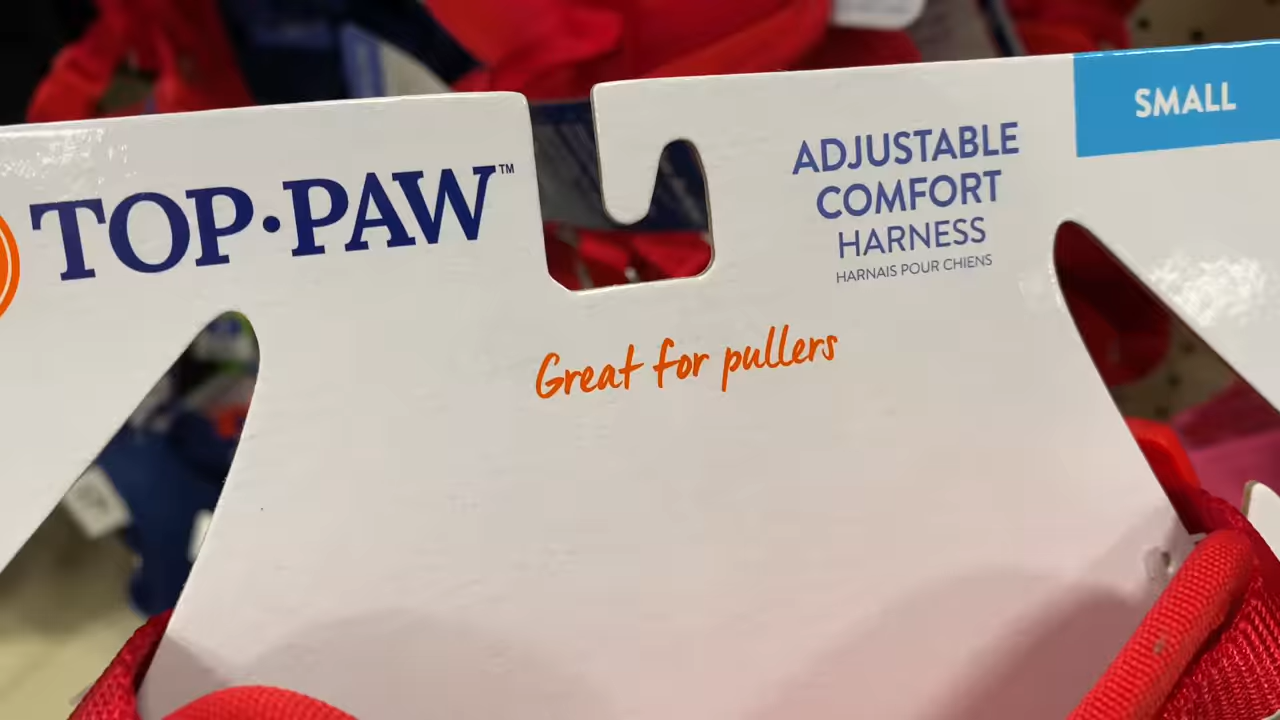 TOP·PAW™
ADJUSTABLE
COMFORT
HARNESS
HARNAIS POUR CHIENS
SMALL
Great for pullers